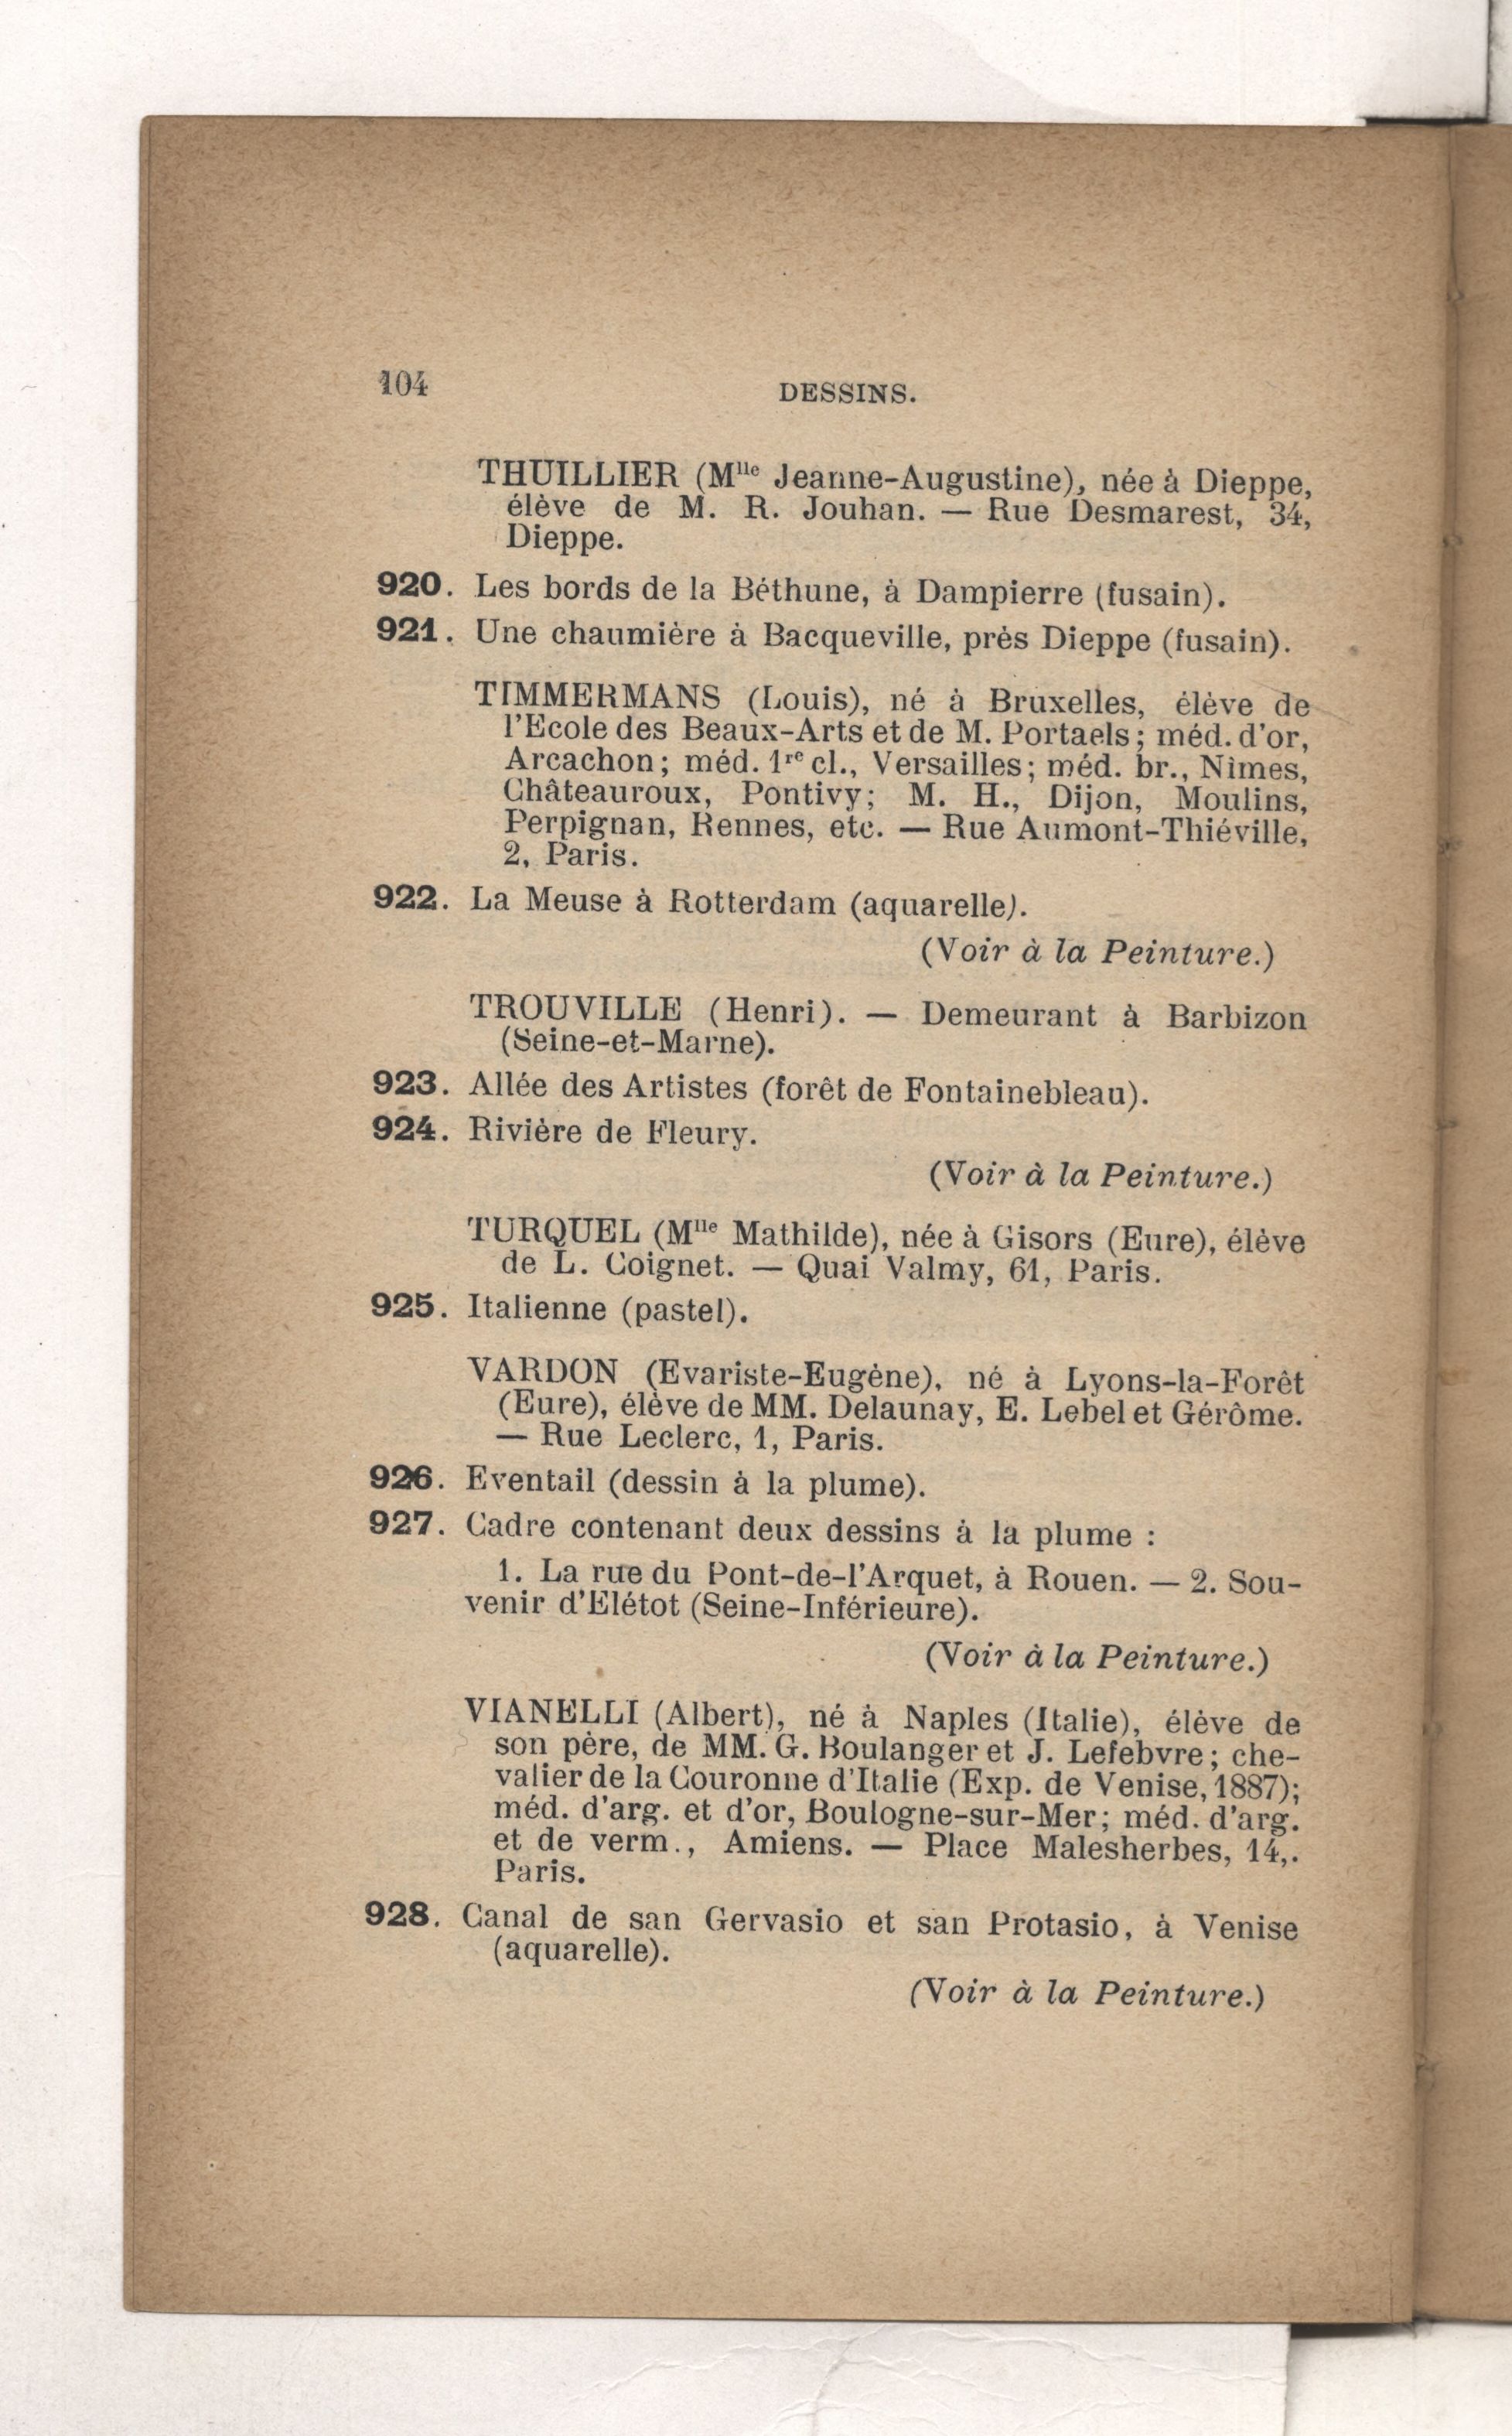 104
DESSINS.
THUILLIER (Mlle Jeanne-Augustine), née à Dieppe,
élève de M. R. Jouhan. — Rue Desmarest, 34,
Dieppe.
920. Les bords de la Béthune, à Dampierre (fusain).
921. Une chaumière à Bacqueville, près Dieppe (fusain).
TIMMERMANS (Louis), né à Bruxelles, élève de
l'Ecole des Beaux-Arts et de M. Portaels; méd. d'or,
Arcachon; méd. 1re cl., Versailles; méd. br., Nîmes,
Châteauroux, Pontivy; M. H., Dijon, Moulins,
Perpignan, Rennes, etc. — Rue Aumont-Thiéville,
2, Paris.
922. La Meuse à Rotterdam (aquarelle).
(Voir à la Peinture.)
TROUVILLE (Henri). — Demeurant à Barbizon
(Seine-et-Marne).
923. Allée des Artistes (forêt de Fontainebleau).
924. Rivière de Fleury.
(Voir à la Peinture.)
TURQUEL (Mlle Mathilde), née à Gisors (Eure), élève
de L. Coignet. — Quai Valmy, 61, Paris.
925. Italienne (pastel).
VARDON (Evariste-Eugène), né à Lyons-la-Forêt
(Eure), élève de MM. Delaunay, E. Lebel et Gérôme.
— Rue Leclerc, 1, Paris.
926. Eventail (dessin à la plume).
927. Cadre contenant deux dessins à la plume :
1. La rue du Pont-de-l'Arquet, à Rouen. — 2. Sou-
venir d'Elétot (Seine-Inférieure).
(Voir à la Peinture.)
VIANELLI (Albert), né à Naples (Italie), élève de
son père, de MM. G. Boulanger et J. Lefebvre; che-
valier de la Couronne d'Italie (Exp. de Venise, 1887);
méd. d'arg. et d'or, Boulogne-sur-Mer; méd. d'arg.
et de verm., Amiens. — Place Malesherbes, 14,.
Paris.
928. Canal de san Gervasio et san Protasio, à Venise
(aquarelle).
(Voir à la Peinture.)